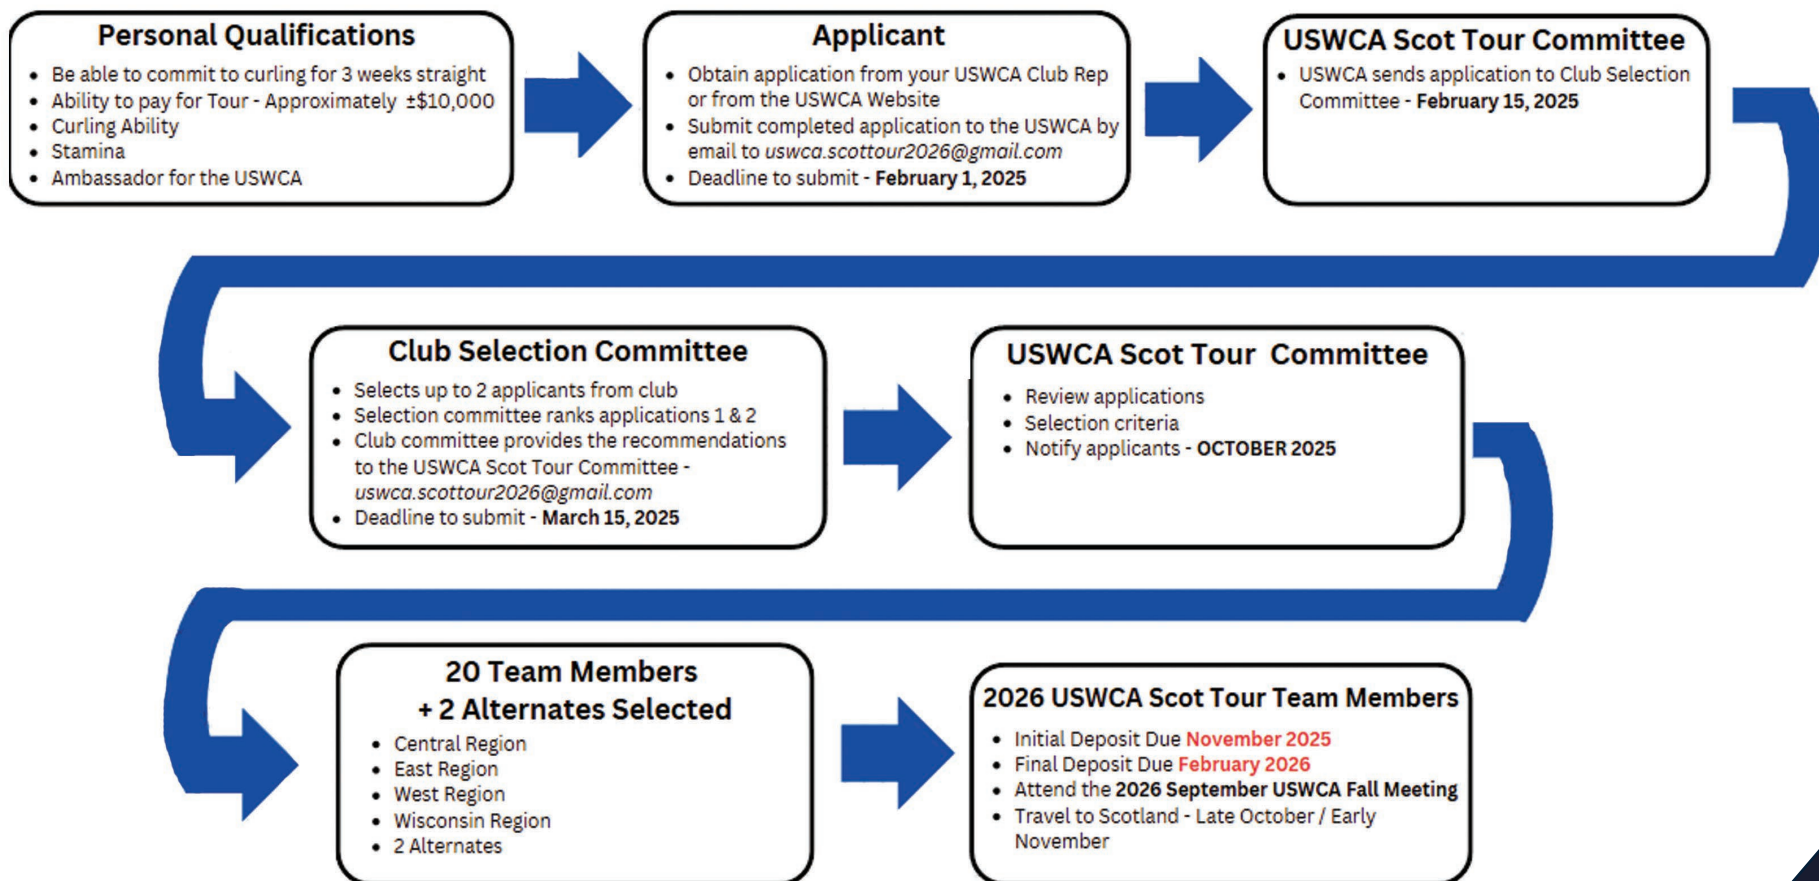 Personal Qualifications
• Be able to commit to curling for 3 weeks straight
• Ability to pay for Tour - Approximately ±$10,000
• Curling Ability
• Stamina
• Ambassador for the USWCA
Applicant
• Obtain application from your USWCA Club Rep
or from the USWCA Website
• Submit completed application to the USWCA by
email to uswca.scottour2026@gmail.com
• Deadline to submit - February 1, 2025
USWCA Scot Tour Committee
• USWCA sends application to Club Selection
Committee - February 15, 2025
Club Selection Committee
• Selects up to 2 applicants from club
• Selection committee ranks applications 1 & 2
• Club committee provides the recommendations
to the USWCA Scot Tour Committee -
uswca.scottour2026@gmail.com
• Deadline to submit - March 15, 2025
USWCA Scot Tour Committee
• Review applications
• Selection criteria
• Notify applicants - OCTOBER 2025
20 Team Members
+ 2 Alternates Selected
• Central Region
• East Region
• West Region
• Wisconsin Region
• 2 Alternates
2026 USWCA Scot Tour Team Members
• Initial Deposit Due November 2025
• Final Deposit Due February 2026
• Attend the 2026 September USWCA Fall Meeting
• Travel to Scotland - Late October / Early
November